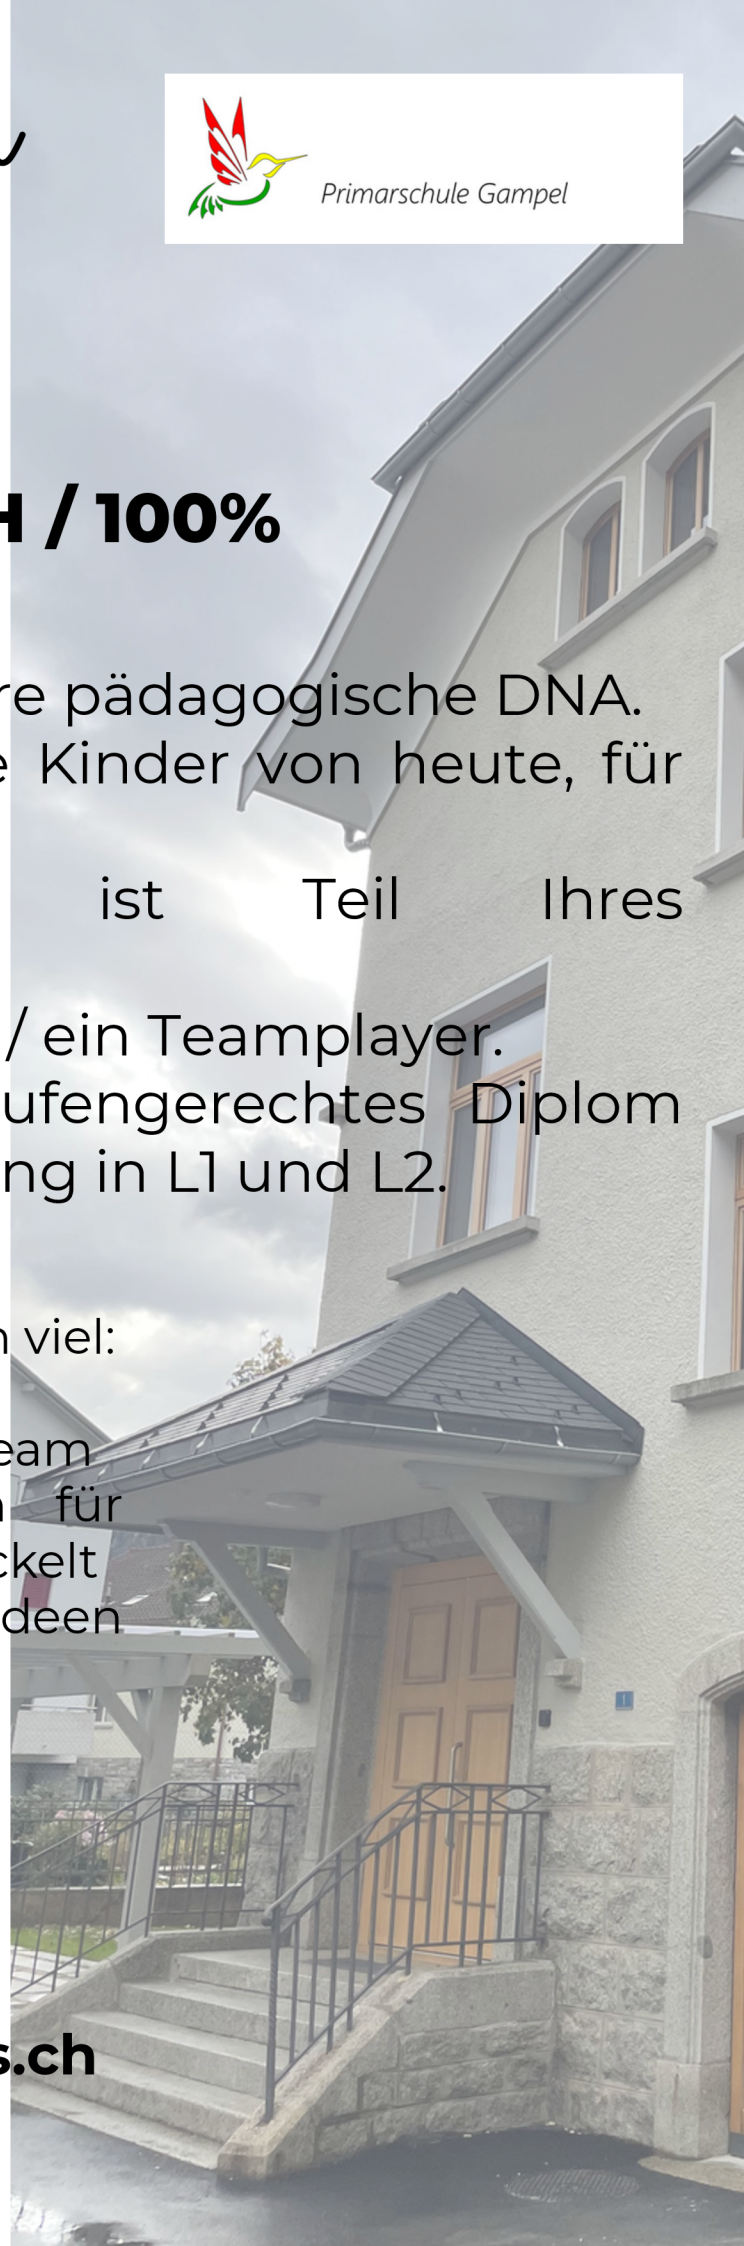 Primarschule Gampel
H / 100%
re pädagogische DNA.
e Kinder von heute, für
ist Teil Ihres
/ ein Teamplayer.
ufengerechtes Diplom
ng in L1 und L2.
n viel:
eam
n für
ckelt
deen
s.ch